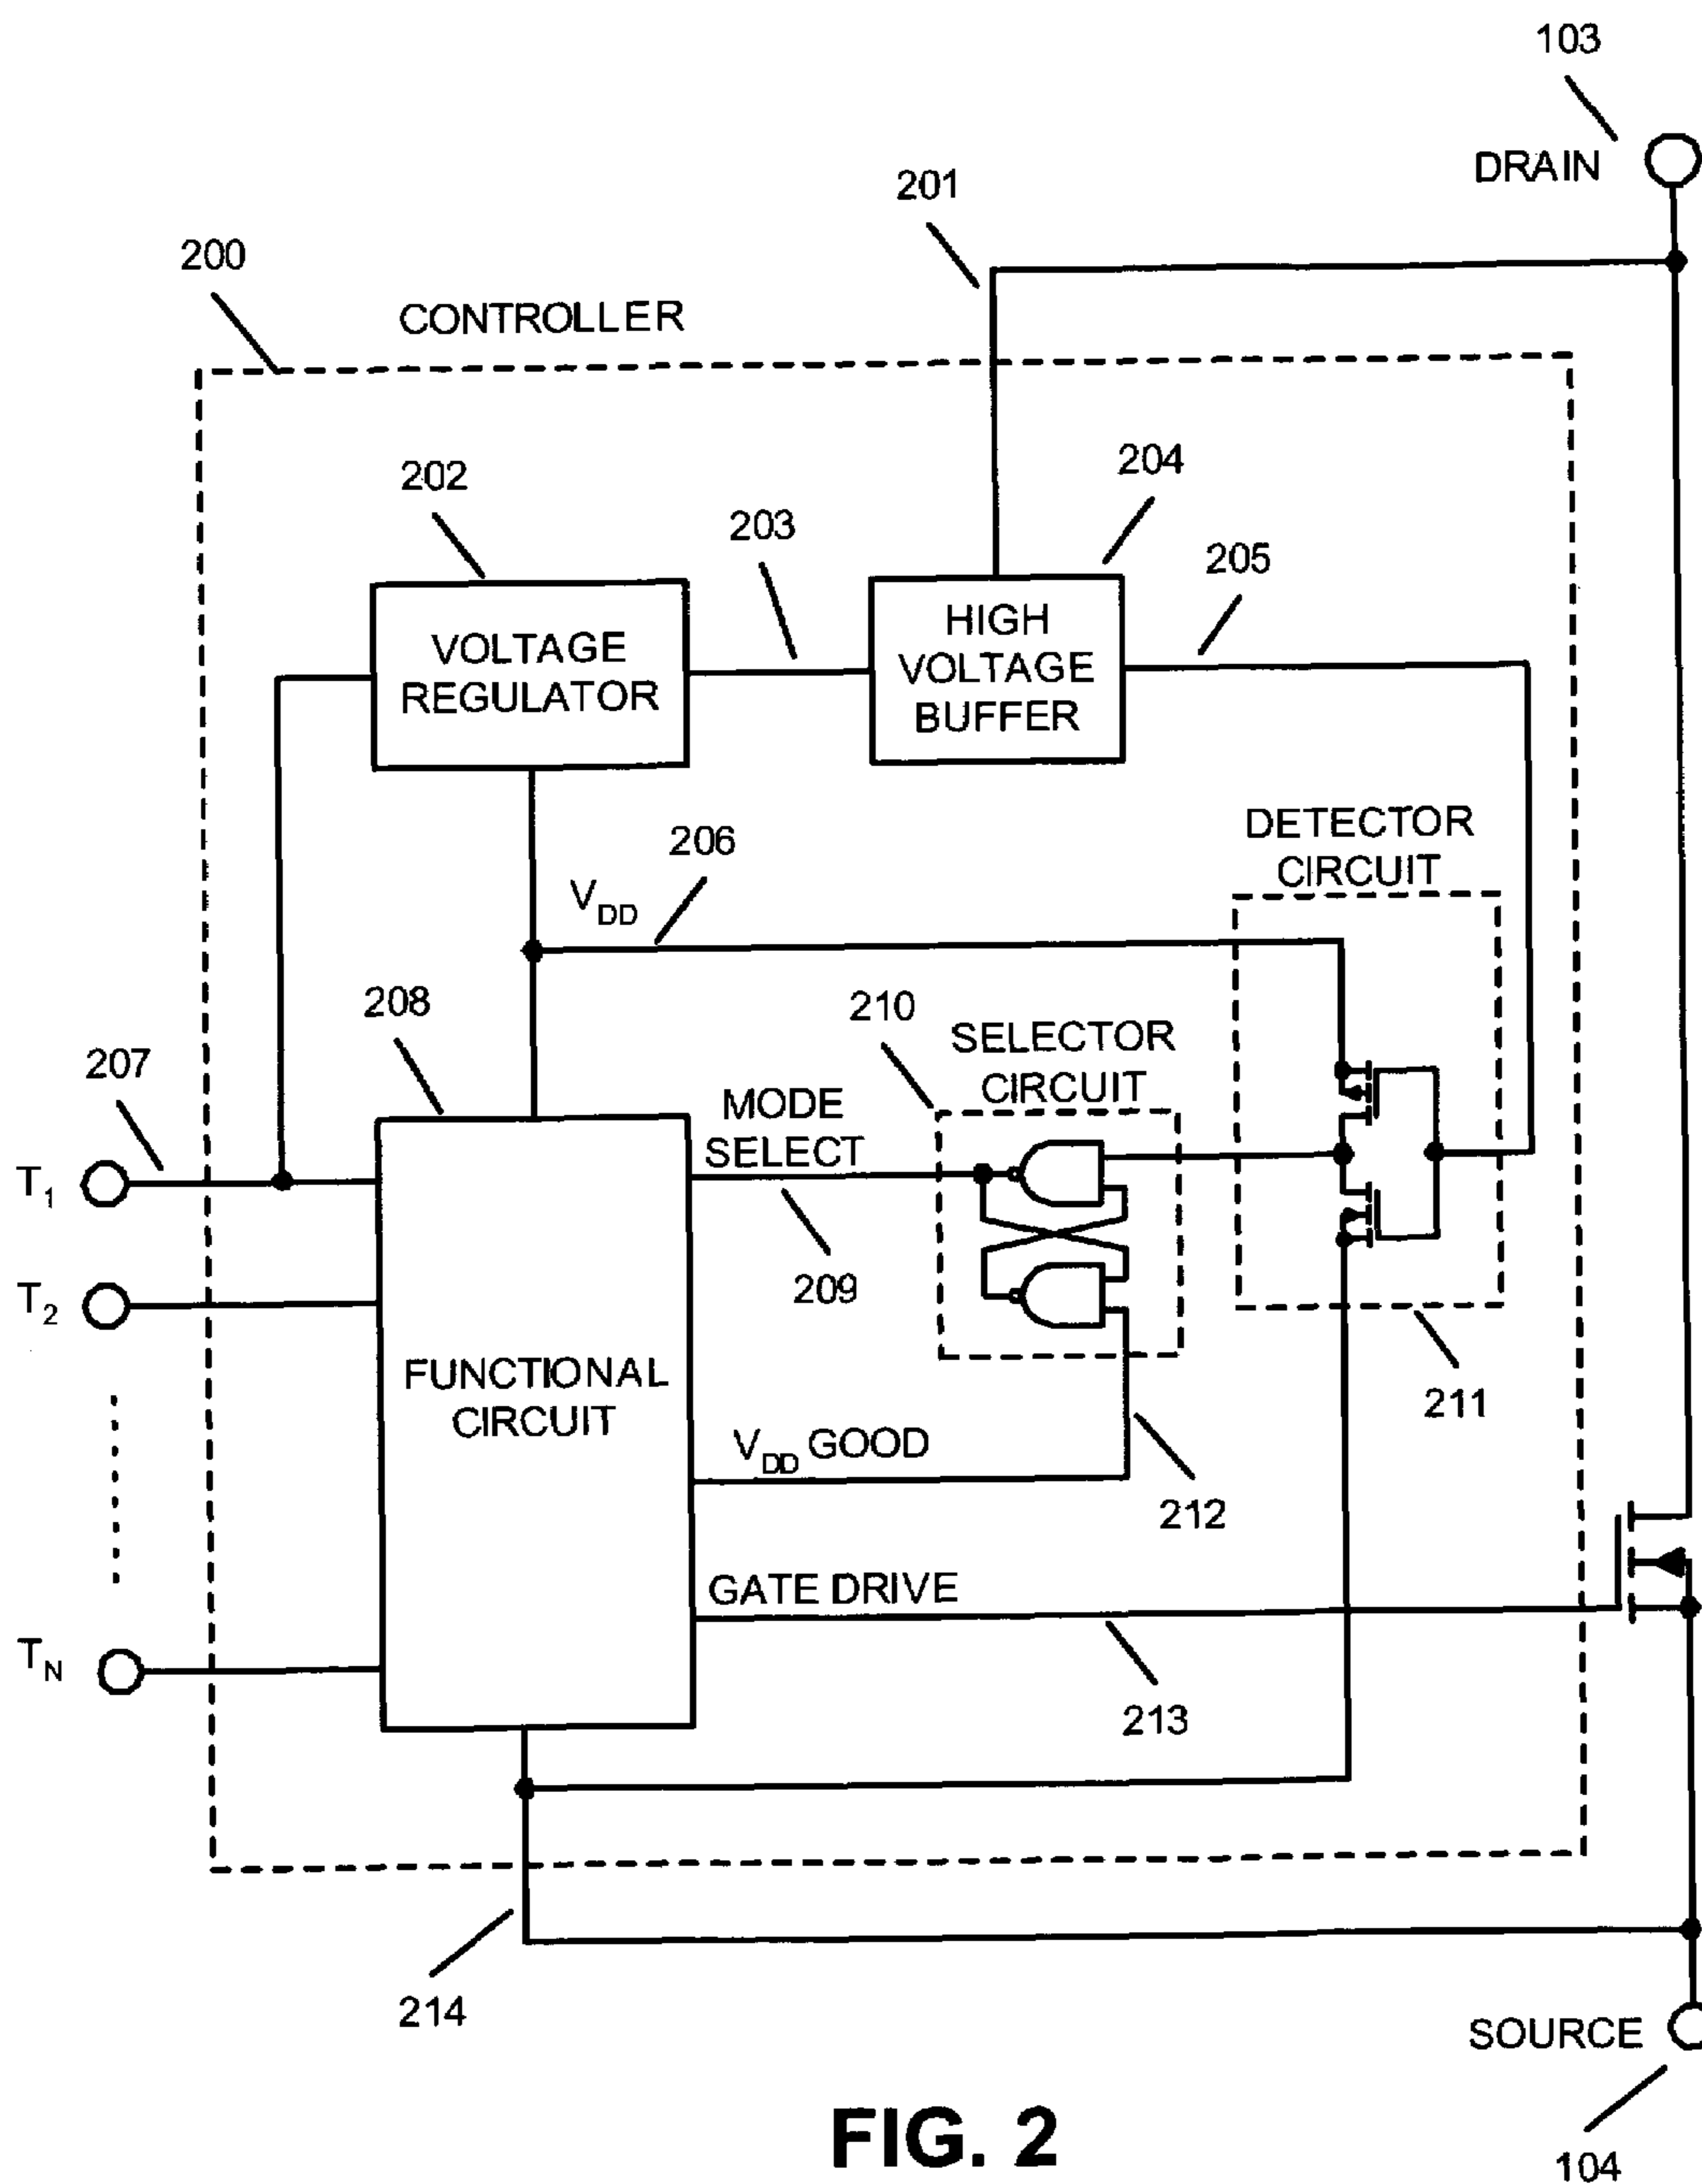 103
DRAIN
201
200
CONTROLLER
202
204
203
205
VOLTAGE
REGULATOR
HIGH
VOLTAGE
BUFFER
DETECTOR
CIRCUIT
206
VDD
208
210
SELECTOR
CIRCUIT
207
MODE
SELECT
T1
209
T2
FUNCTIONAL
CIRCUIT
211
VDD GOOD
212
GATE DRIVE
TN
213
214
SOURCE
104
FIG. 2